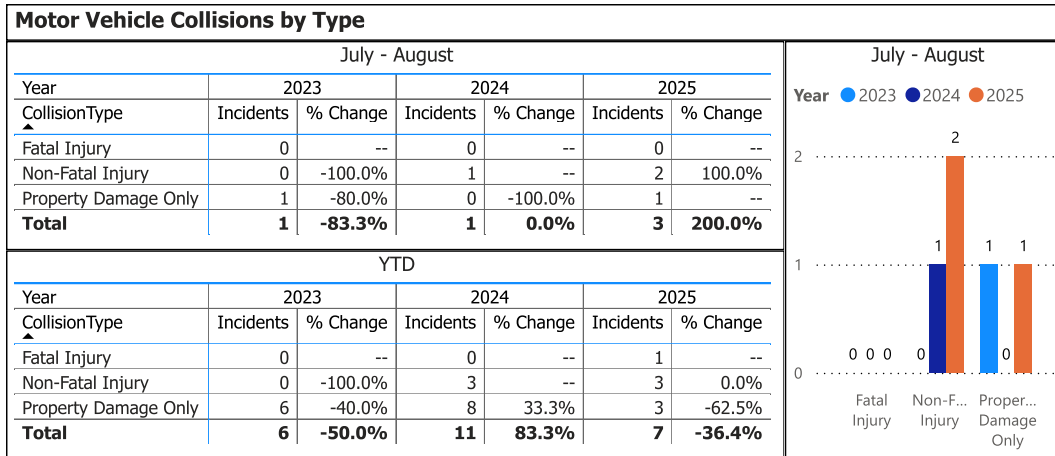 Motor Vehicle Collisions by Type
July - August
Year 2023 2024 2025
CollisionType Incidents % Change Incidents % Change Incidents % Change
Fatal Injury 0 -- 0 -- 0 --
Non-Fatal Injury 0 -100.0% 1 -- 2 100.0%
Property Damage Only 1 -80.0% 0 -100.0% 1 --
Total 1 -83.3% 1 0.0% 3 200.0%
YTD
Year 2023 2024 2025
CollisionType Incidents % Change Incidents % Change Incidents % Change
Fatal Injury 0 -- 0 -- 1 --
Non-Fatal Injury 0 -100.0% 3 -- 3 0.0%
Property Damage Only 6 -40.0% 8 33.3% 3 -62.5%
Total 6 -50.0% 11 83.3% 7 -36.4%
July - August
Year 2023 2024 2025
2
2
1 1 1
1
0 0 0 0 0
0
Fatal Non-F... Proper...
Injury Injury Damage
Only